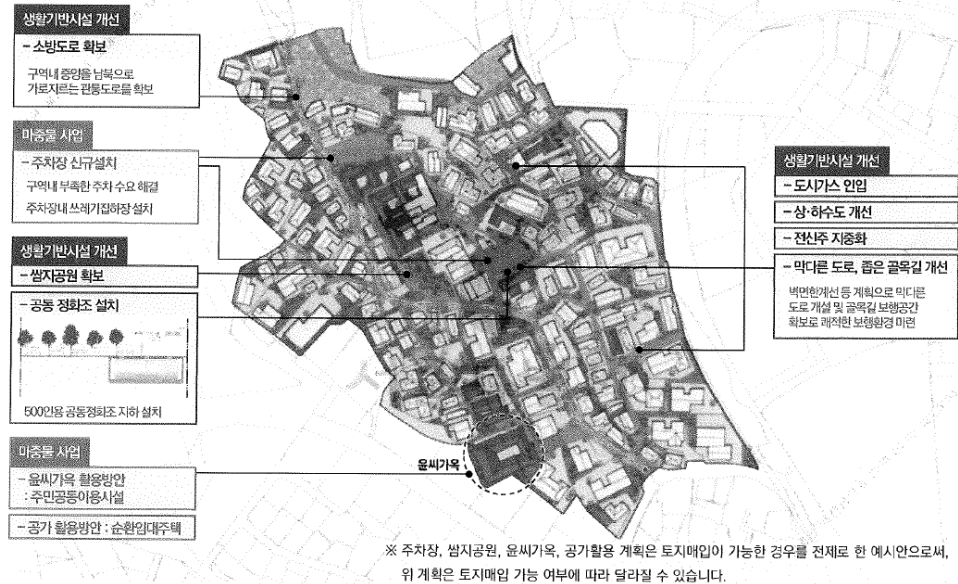 생활기반시설 개선
- 소방도로 확보
구역내 중앙을 남북으로
가로지르는 관통도로를 확보
마중물 사업
- 주차장 신규설치
구역내 부족한 주차 수요 해결
주차장내 쓰레기집하장 설치
생활기반시설 개선
- 쌈지공원 확보
- 공동 정화조 설치
500인용 공동정화조 지하 설치
마중물 사업
- 윤씨가옥 활용방안
: 주민공동이용시설
- 공가 활용방안 : 순환임대주택
윤씨가옥
생활기반시설 개선
- 도시가스 인입
- 상·하수도 개선
- 전신주 지중화
- 막다른 도로, 좁은 골목길 개선
벽면한계선 등 계획으로 막다른
도로 개설 및 골목길 보행공간
확보로 쾌적한 보행환경 마련
※ 주차장, 쌈지공원, 윤씨가옥, 공가활용 계획은 토지매입이 가능한 경우를 전제로 한 예시안으로써,
위 계획은 토지매입 가능 여부에 따라 달라질 수 있습니다.